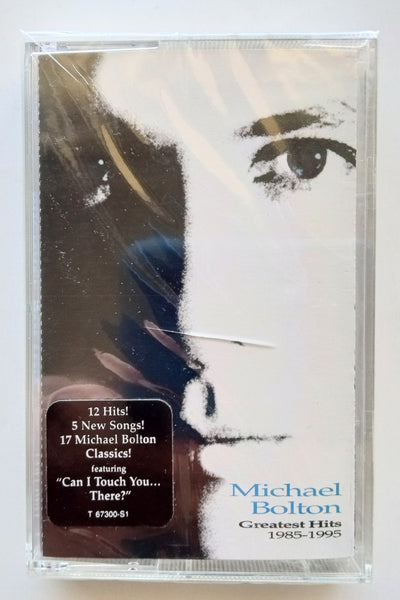 12 Hits!
5 New Songs!
17 Michael Bolton
Classics!
featuring
"Can I Touch You...
There?"
T 67300-S1
Michael
Bolton
Greatest Hits
1985-1995